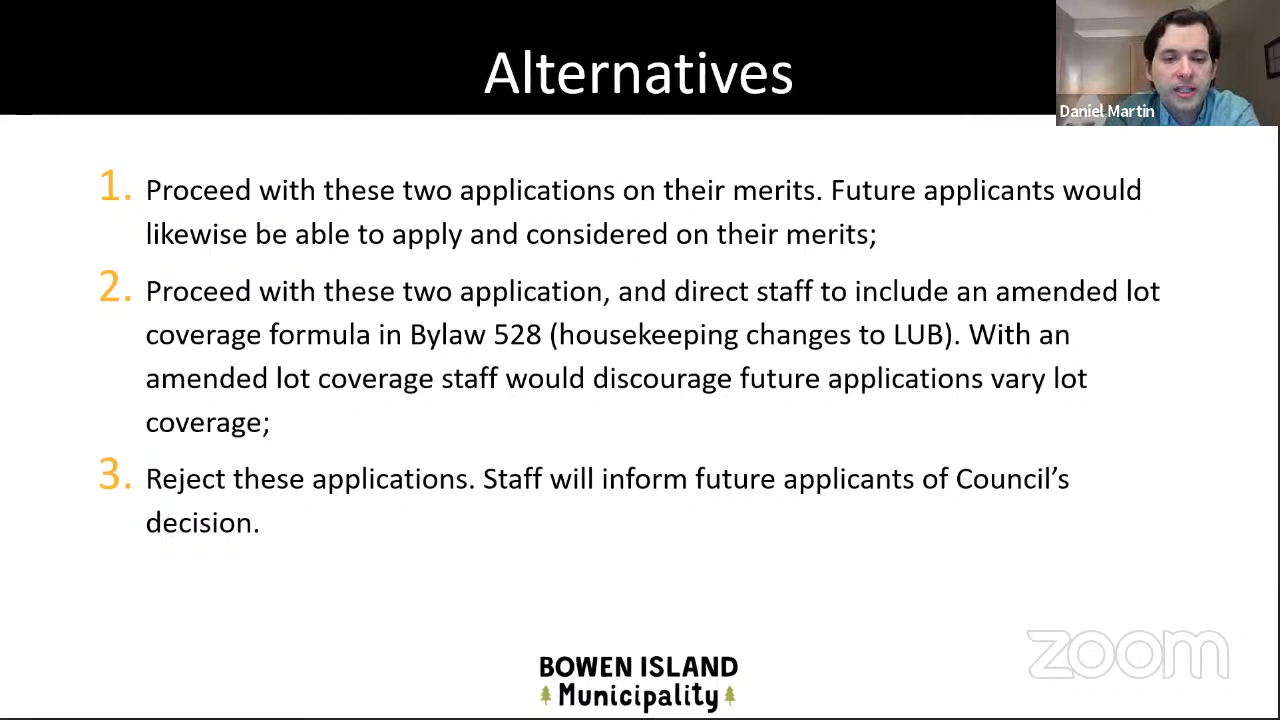 Alternatives
Daniel Martin
1. Proceed with these two applications on their merits. Future applicants would
likewise be able to apply and considered on their merits;
2. Proceed with these two application, and direct staff to include an amended lot
coverage formula in Bylaw 528 (housekeeping changes to LUB). With an
amended lot coverage staff would discourage future applications vary lot
coverage;
3. Reject these applications. Staff will inform future applicants of Council’s
decision.
zoom
BOWEN ISLAND
Municipality